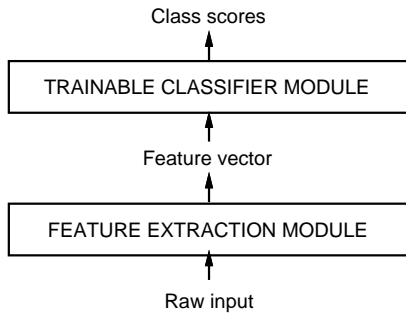 Class scores
TRAINABLE CLASSIFIER MODULE
Feature vector
FEATURE EXTRACTION MODULE
Raw input